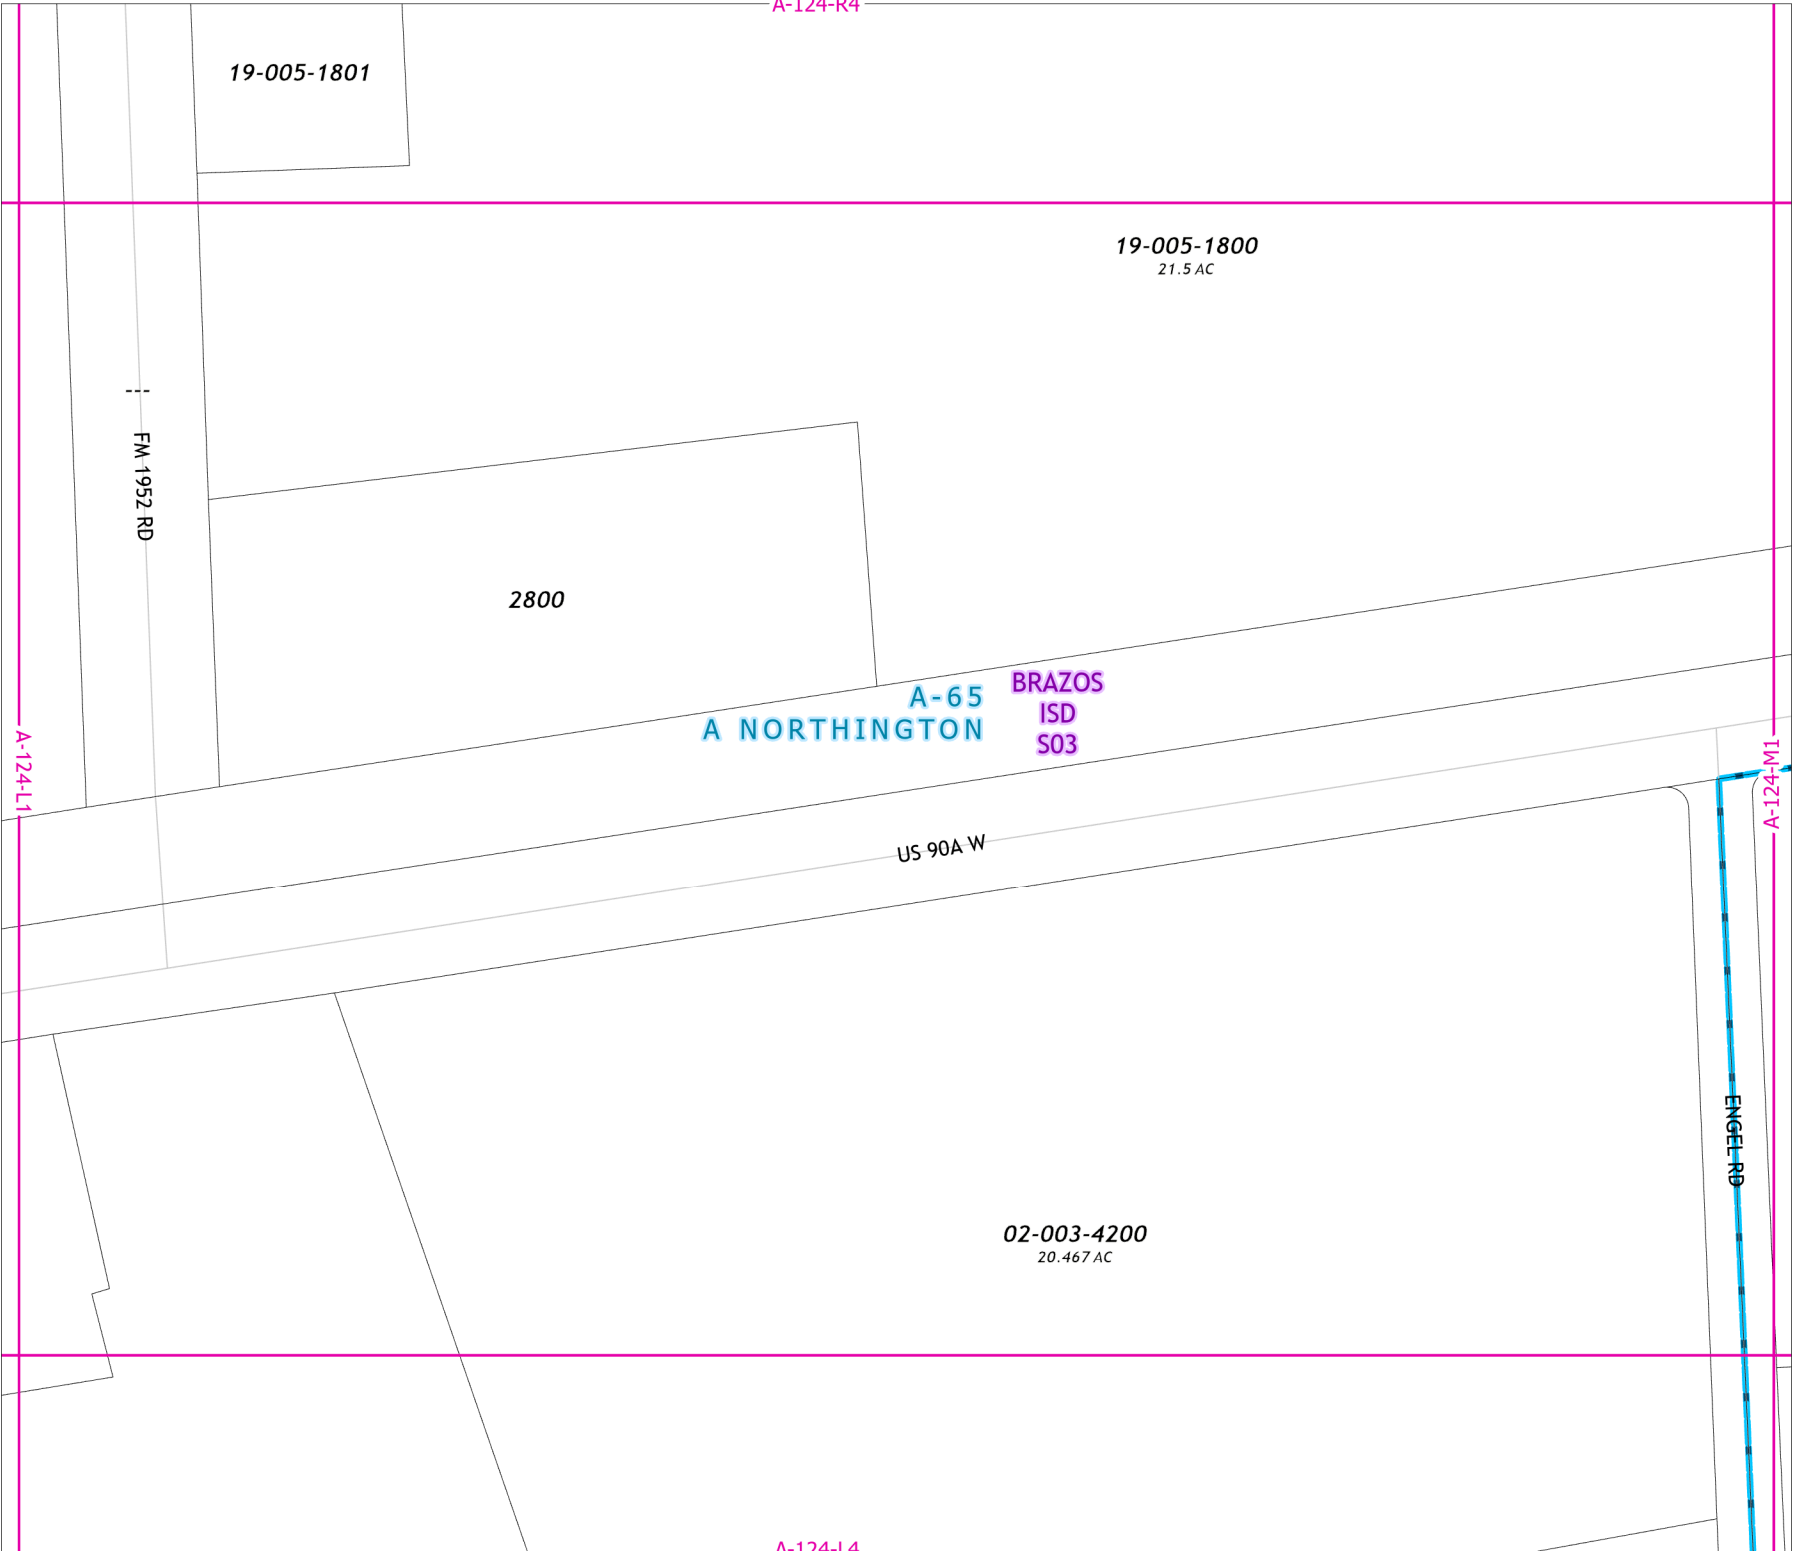 A-124-R4
19-005-1801
19-005-1800
21.5 AC
---
FM 1952 RD
2800
A-65
A NORTHINGTON
BRAZOS
ISD
S03
A-124-L1
A-124-M1
US 90A W
ENGEL RD
02-003-4200
20.467 AC
A-124-L4